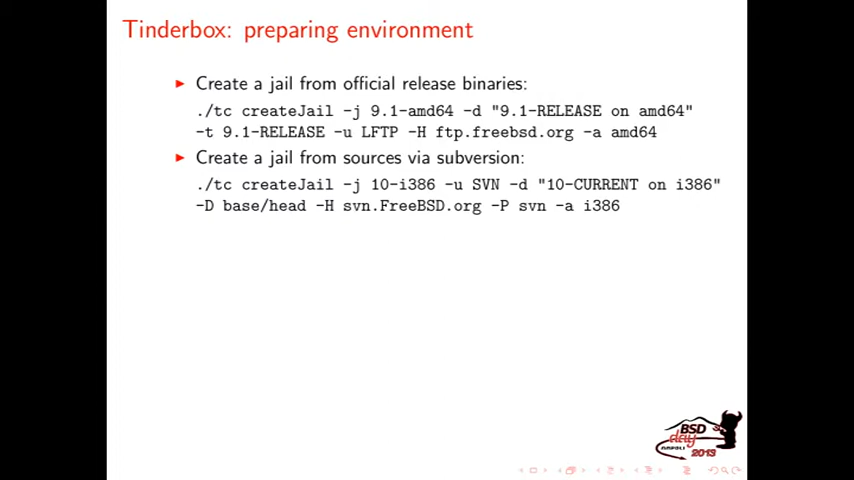 Tinderbox: preparing environment
Create a jail from official release binaries:
./tc createJail -j 9.1-amd64 -d "9.1-RELEASE on amd64"
-t 9.1-RELEASE -u LFTP -H ftp.freebsd.org -a amd64
Create a jail from sources via subversion:
./tc createJail -j 10-i386 -u SVN -d "10-CURRENT on i386"
-D base/head -H svn.FreeBSD.org -P svn -a i386
BSD
day
NAPOLI
2013